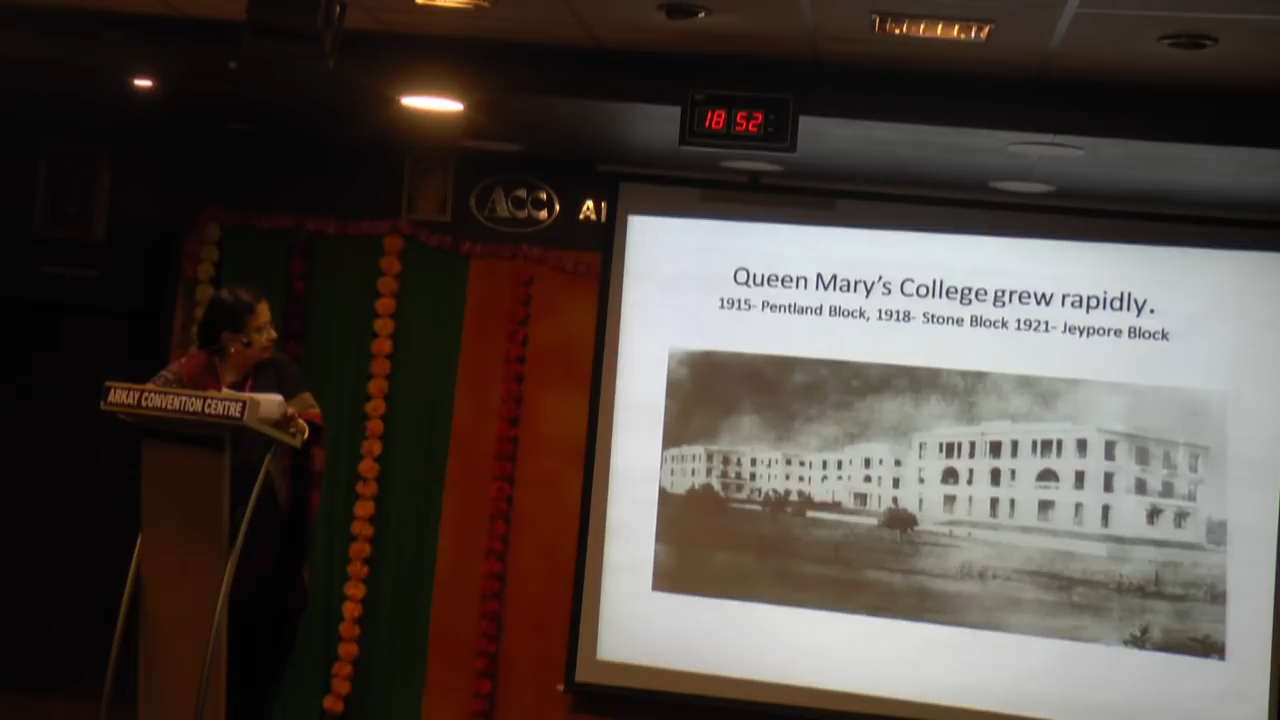 18 52
ACC
Queen Mary's College grew rapidly.
1915- Pentland Block, 1918- Stone Block 1921- Jeypore Block
ARKAY CONVENTION CENTRE